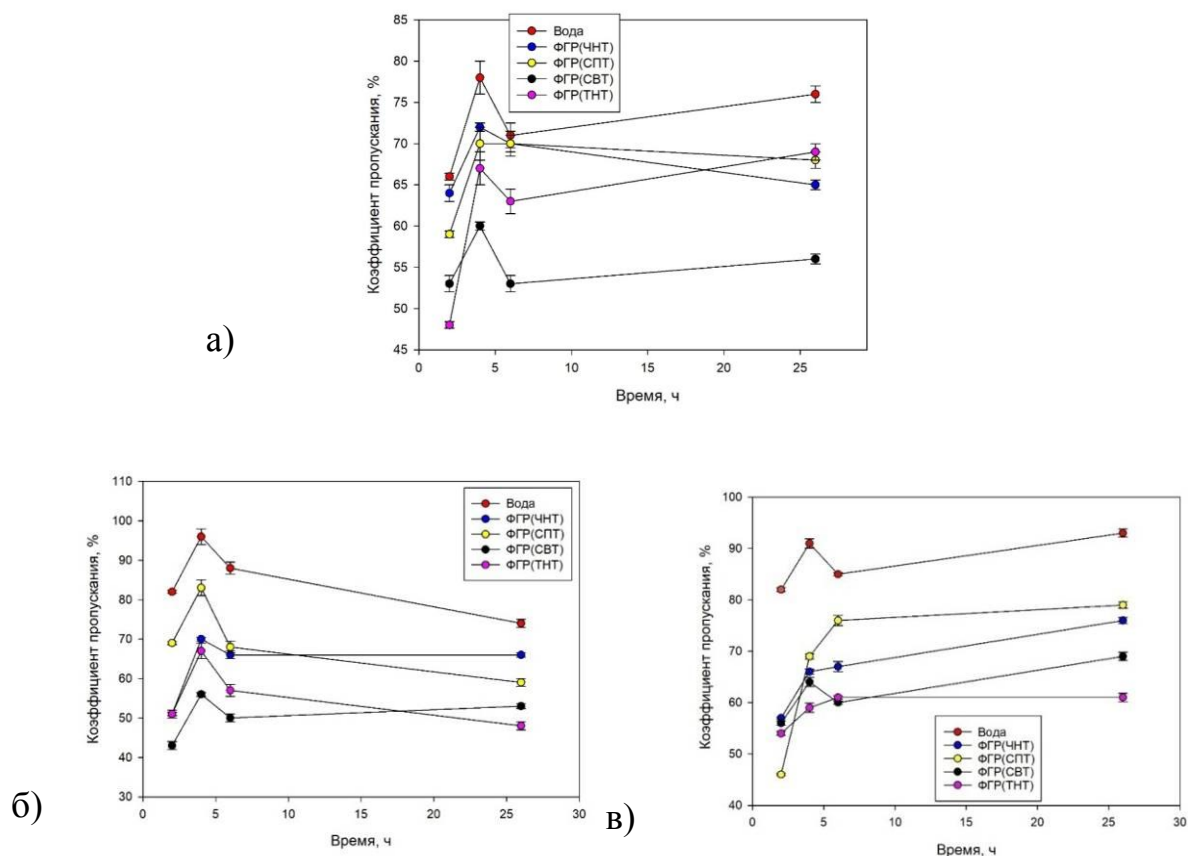 85
80
75
70
65
60
55
50
45
Коэффициент пропускания, %
Вода
ФГР(ЧНТ)
ФГР(СПТ)
ФГР(СВТ)
ФГР(ТНТ)
0 5 10 15 20 25
Время, ч
а)
110
100
90
80
70
60
50
40
30
Коэффициент пропускания, %
Вода
ФГР(ЧНТ)
ФГР(СПТ)
ФГР(СВТ)
ФГР(ТНТ)
0 5 10 15 20 25 30
Время, ч
б)
100
90
80
70
60
50
40
Коэффициент пропускания, %
Вода
ФГР(ЧНТ)
ФГР(СПТ)
ФГР(СВТ)
ФГР(ТНТ)
0 5 10 15 20 25 30
Время, ч
в)